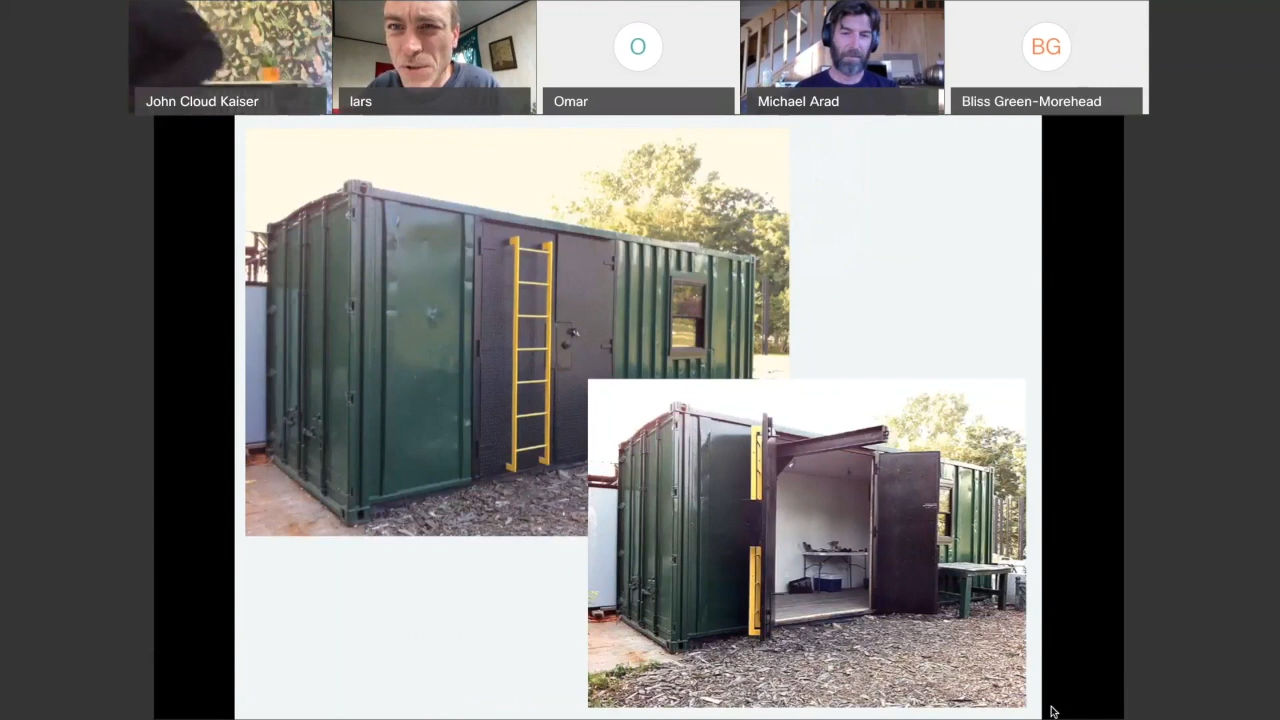 O
BG
John Cloud Kaiser
lars
Omar
Michael Arad
Bliss Green-Morehead